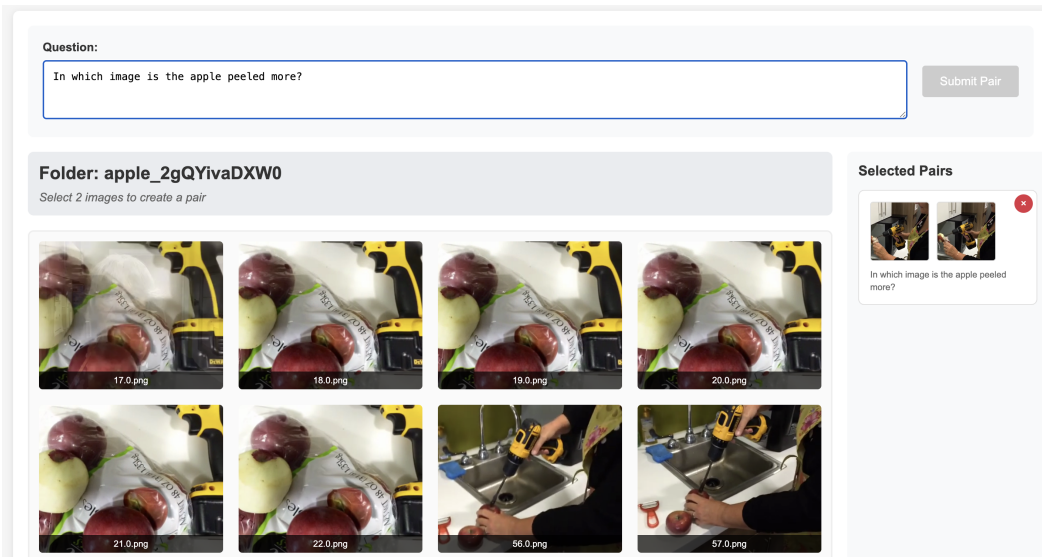 Question:
In which image is the apple peeled more?
Submit Pair
Folder: apple_2gQYivaDXW0
Select 2 images to create a pair
Selected Pairs
×
In which image is the apple peeled
more?
17.0.png
18.0.png
19.0.png
20.0.png
21.0.png
22.0.png
56.0.png
57.0.png